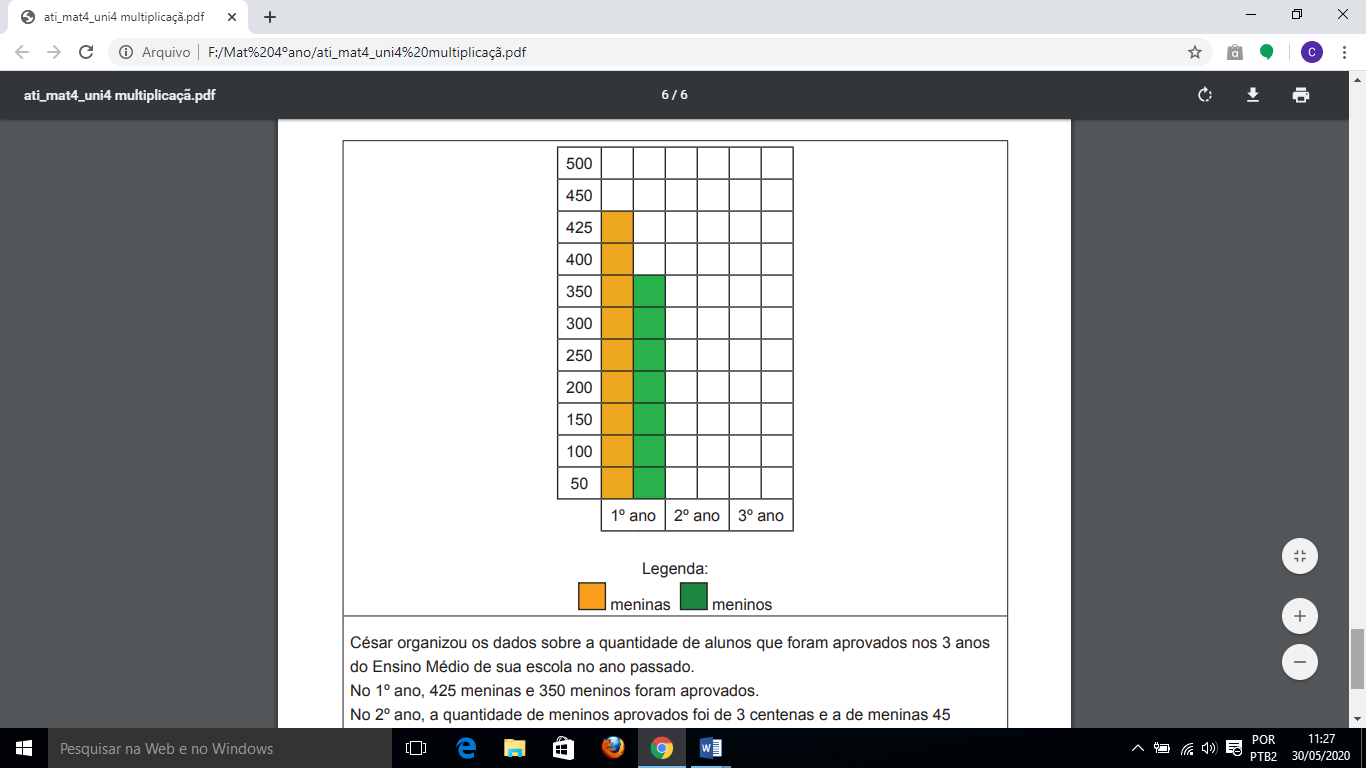 ati_mat4_uni4 multiplicaçã.pdf
Arquivo
F:/Mat%204ºano/ati_mat4_uni4%20multiplicaçã.pdf
C
ati_mat4_uni4 multiplicaçã.pdf
6 / 6
500
450
425
400
350
300
250
200
150
100
50
1º ano 2º ano 3º ano
Legenda:
meninas meninos
César organizou os dados sobre a quantidade de alunos que foram aprovados nos 3 anos
do Ensino Médio de sua escola no ano passado.
No 1º ano, 425 meninas e 350 meninos foram aprovados.
No 2º ano, a quantidade de meninos aprovados foi de 3 centenas e a de meninas 45
Pesquisar na Web e no Windows
POR
PTB2
11:27
30/05/2020